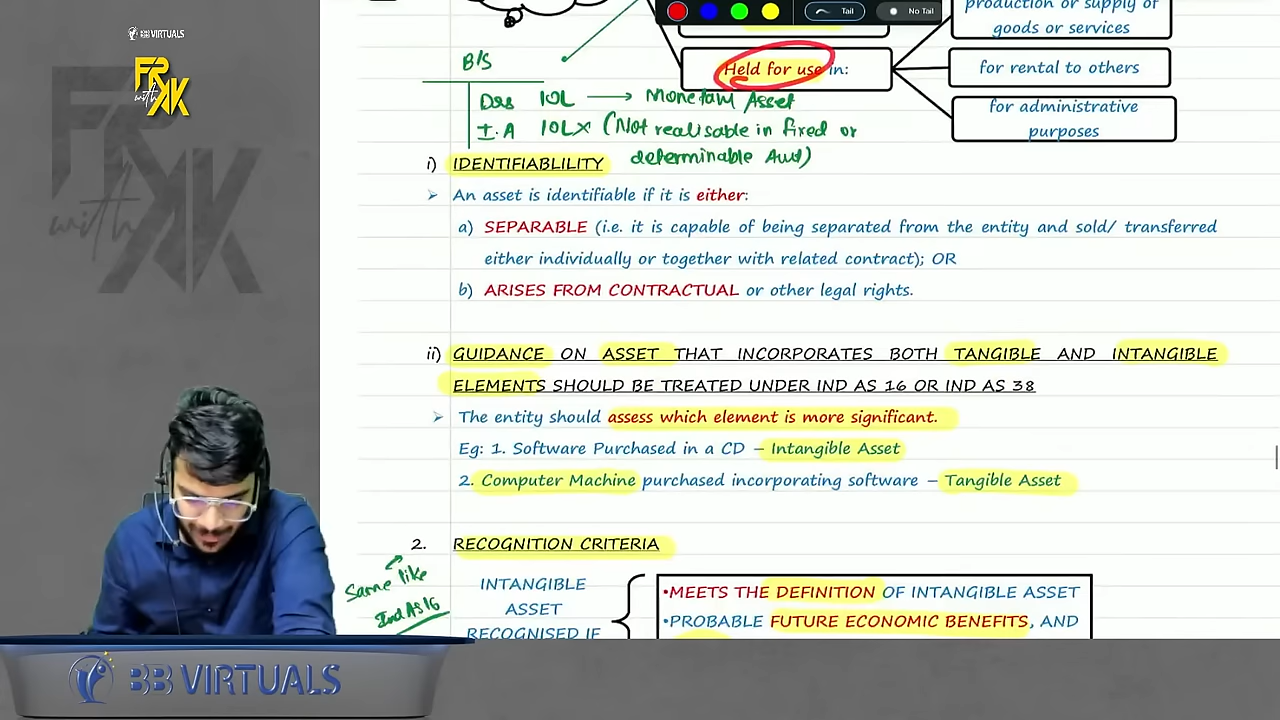 BB VIRTUALS
FR
with
KK
FR
with
KK
Tail
No Tail
production or supply of
goods or services
Held for use in:
for rental to others
for administrative
purposes
B/S
Drs 10L → Monetary Asset
I.A 10L× (Not realisable in fixed or
determinable Amt)
i) IDENTIFIABLILITY
➢ An asset is identifiable if it is either:
a) SEPARABLE (i.e. it is capable of being separated from the entity and sold/ transferred
either individually or together with related contract); OR
b) ARISES FROM CONTRACTUAL or other legal rights.
ii) GUIDANCE ON ASSET THAT INCORPORATES BOTH TANGIBLE AND INTANGIBLE
ELEMENTS SHOULD BE TREATED UNDER IND AS 16 OR IND AS 38
➢ The entity should assess which element is more significant.
Eg: 1. Software Purchased in a CD – Intangible Asset
2. Computer Machine purchased incorporating software – Tangible Asset
2. RECOGNITION CRITERIA
Same like
Ind AS 16
INTANGIBLE
ASSET
RECOGNISED IF
•MEETS THE DEFINITION OF INTANGIBLE ASSET
•PROBABLE FUTURE ECONOMIC BENEFITS, AND
BB VIRTUALS